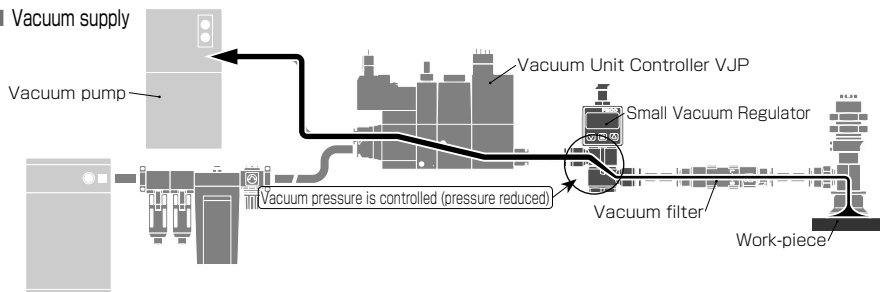 Vacuum supply
Vacuum Unit Controller VJP
Vacuum pump
Small Vacuum Regulator
Vacuum pressure is controlled (pressure reduced)
Vacuum filter
Work-piece